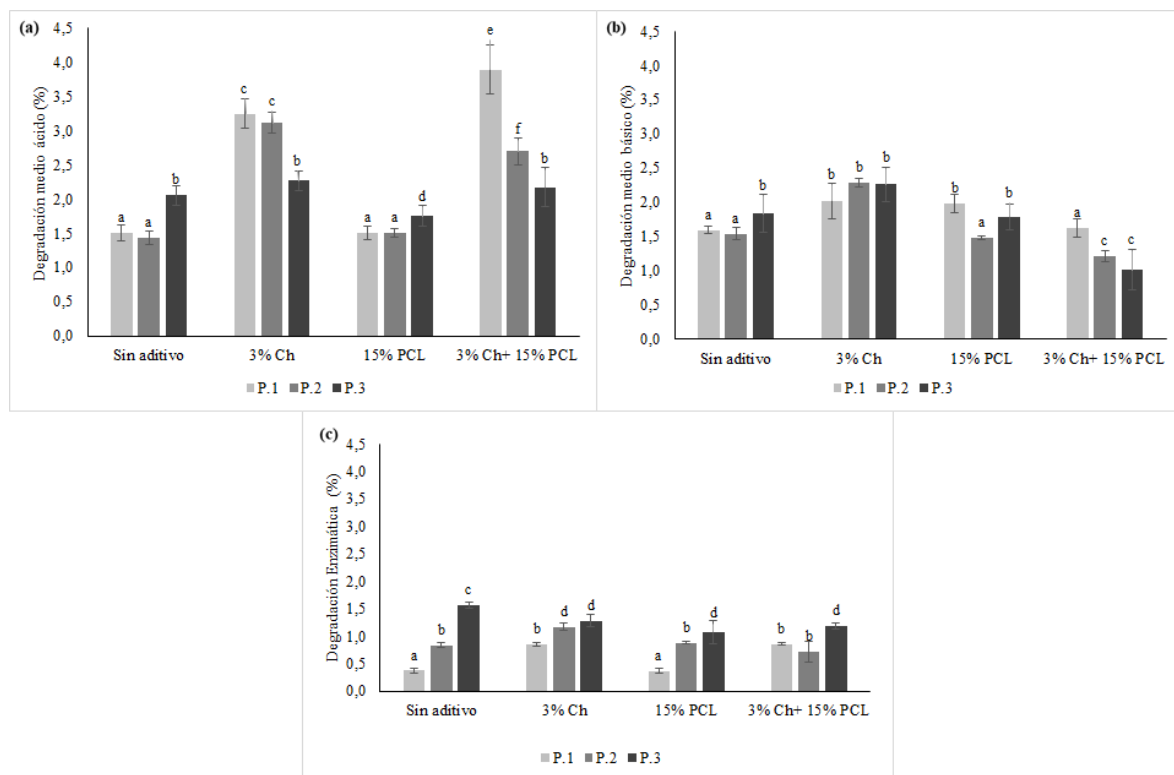 (a)
Degradación medio ácido (%)
4,5
4,0
3,5
3,0
2,5
2,0
1,5
1,0
0,5
0,0
a a b
c c b
a a d
e f b
Sin aditivo 3% Ch 15% PCL 3% Ch+ 15% PCL
P.1 P.2 P.3
(b)
Degradación medio básico (%)
4,5
4,0
3,5
3,0
2,5
2,0
1,5
1,0
0,5
0,0
a a b
b b b
b a b
a c c
Sin aditivo 3% Ch 15% PCL 3% Ch+ 15% PCL
P.1 P.2 P.3
(c)
Degradación Enzimática (%)
4,5
4,0
3,5
3,0
2,5
2,0
1,5
1,0
0,5
0,0
a b c
b d d
a b d
b b d
Sin aditivo 3% Ch 15% PCL 3% Ch+ 15% PCL
P.1 P.2 P.3